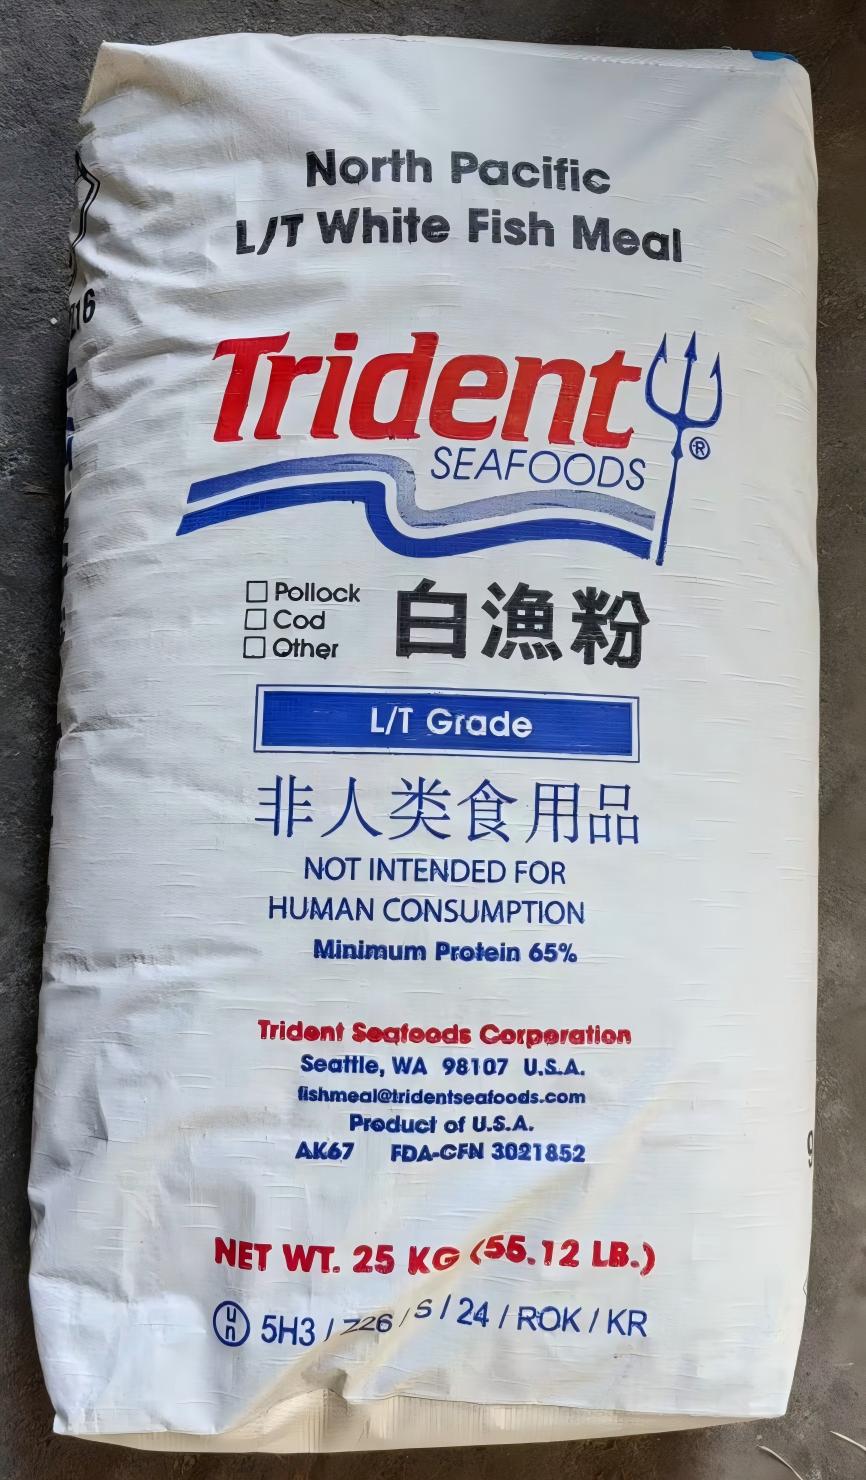 North Pacific
L/T White Fish Meal
Trident
SEAFOODS
®
Pollock
Cod
Other
白漁粉
L/T Grade
非人类食用品
NOT INTENDED FOR
HUMAN CONSUMPTION
Minimum Protein 65%
Trident Seafoods Corporation
Seattle, WA 98107 U.S.A.
fishmeal@tridentseafoods.com
Product of U.S.A.
AK67 FDA-CFN 3021852
NET WT. 25 KG (55.12 LB.)
un 5H3 / Z26 / S / 24 / ROK / KR